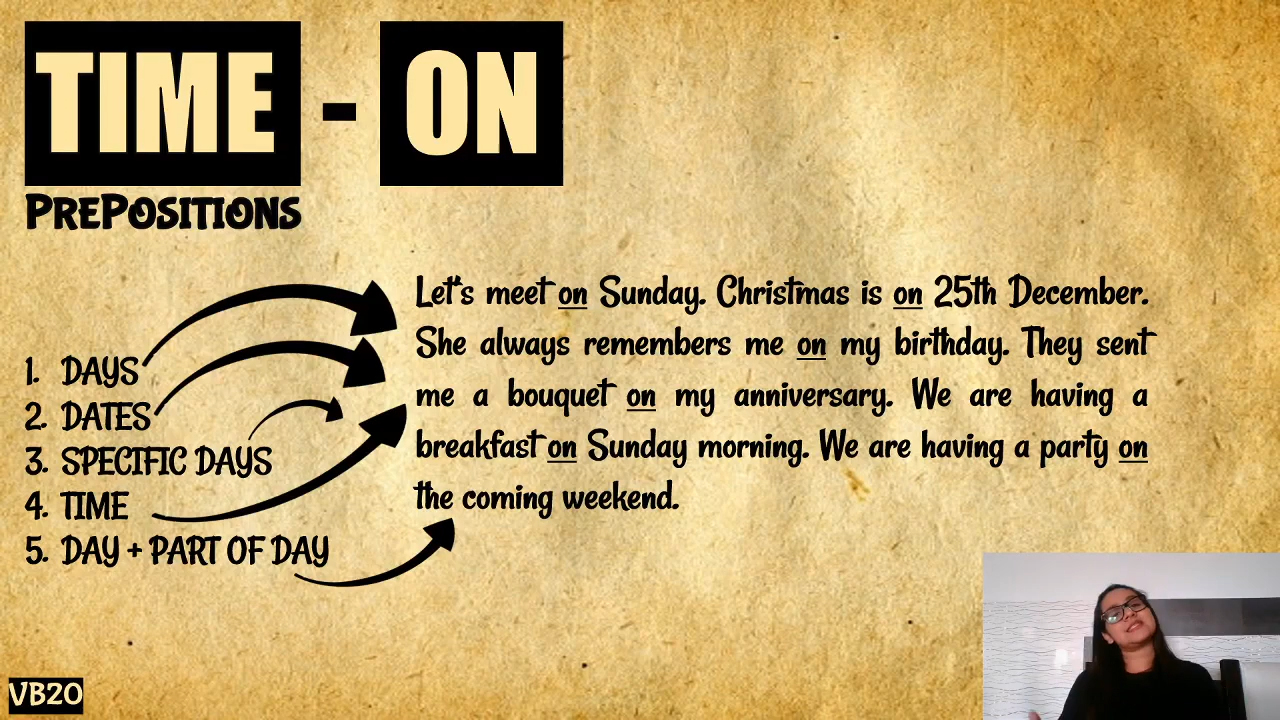 TIME - ON
PREPOSITIONS
Let's meet on Sunday. Christmas is on 25th December.
She always remembers me on my birthday. They sent
me a bouquet on my anniversary. We are having a
breakfast on Sunday morning. We are having a party on
the coming weekend.
1. DAYS
2. DATES
3. SPECIFIC DAYS
4. TIME
5. DAY + PART OF DAY
VB20